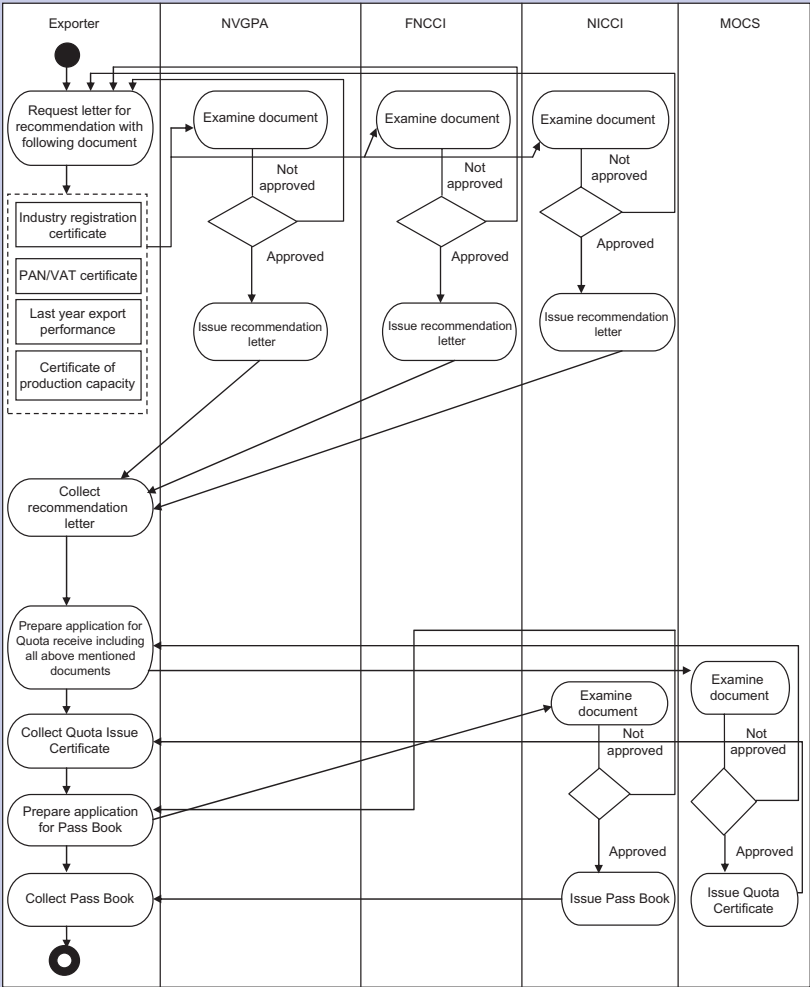 Exporter
NVGPA
FNCCI
NICCI
MOCS
Request letter for
recommendation with
following document
Examine document
Examine document
Examine document
Not
approved
Not
approved
Not
approved
Industry registration
certificate
PAN/VAT certificate
Last year export
performance
Certificate of
production capacity
Approved
Approved
Approved
Issue recommendation
letter
Issue recommendation
letter
Issue recommendation
letter
Collect
recommendation
letter
Prepare application for
Quota receive including
all above mentioned
documents
Examine
document
Examine
document
Not
approved
Not
approved
Collect Quota Issue
Certificate
Prepare application
for Pass Book
Approved
Approved
Collect Pass Book
Issue Pass Book
Issue Quota
Certificate